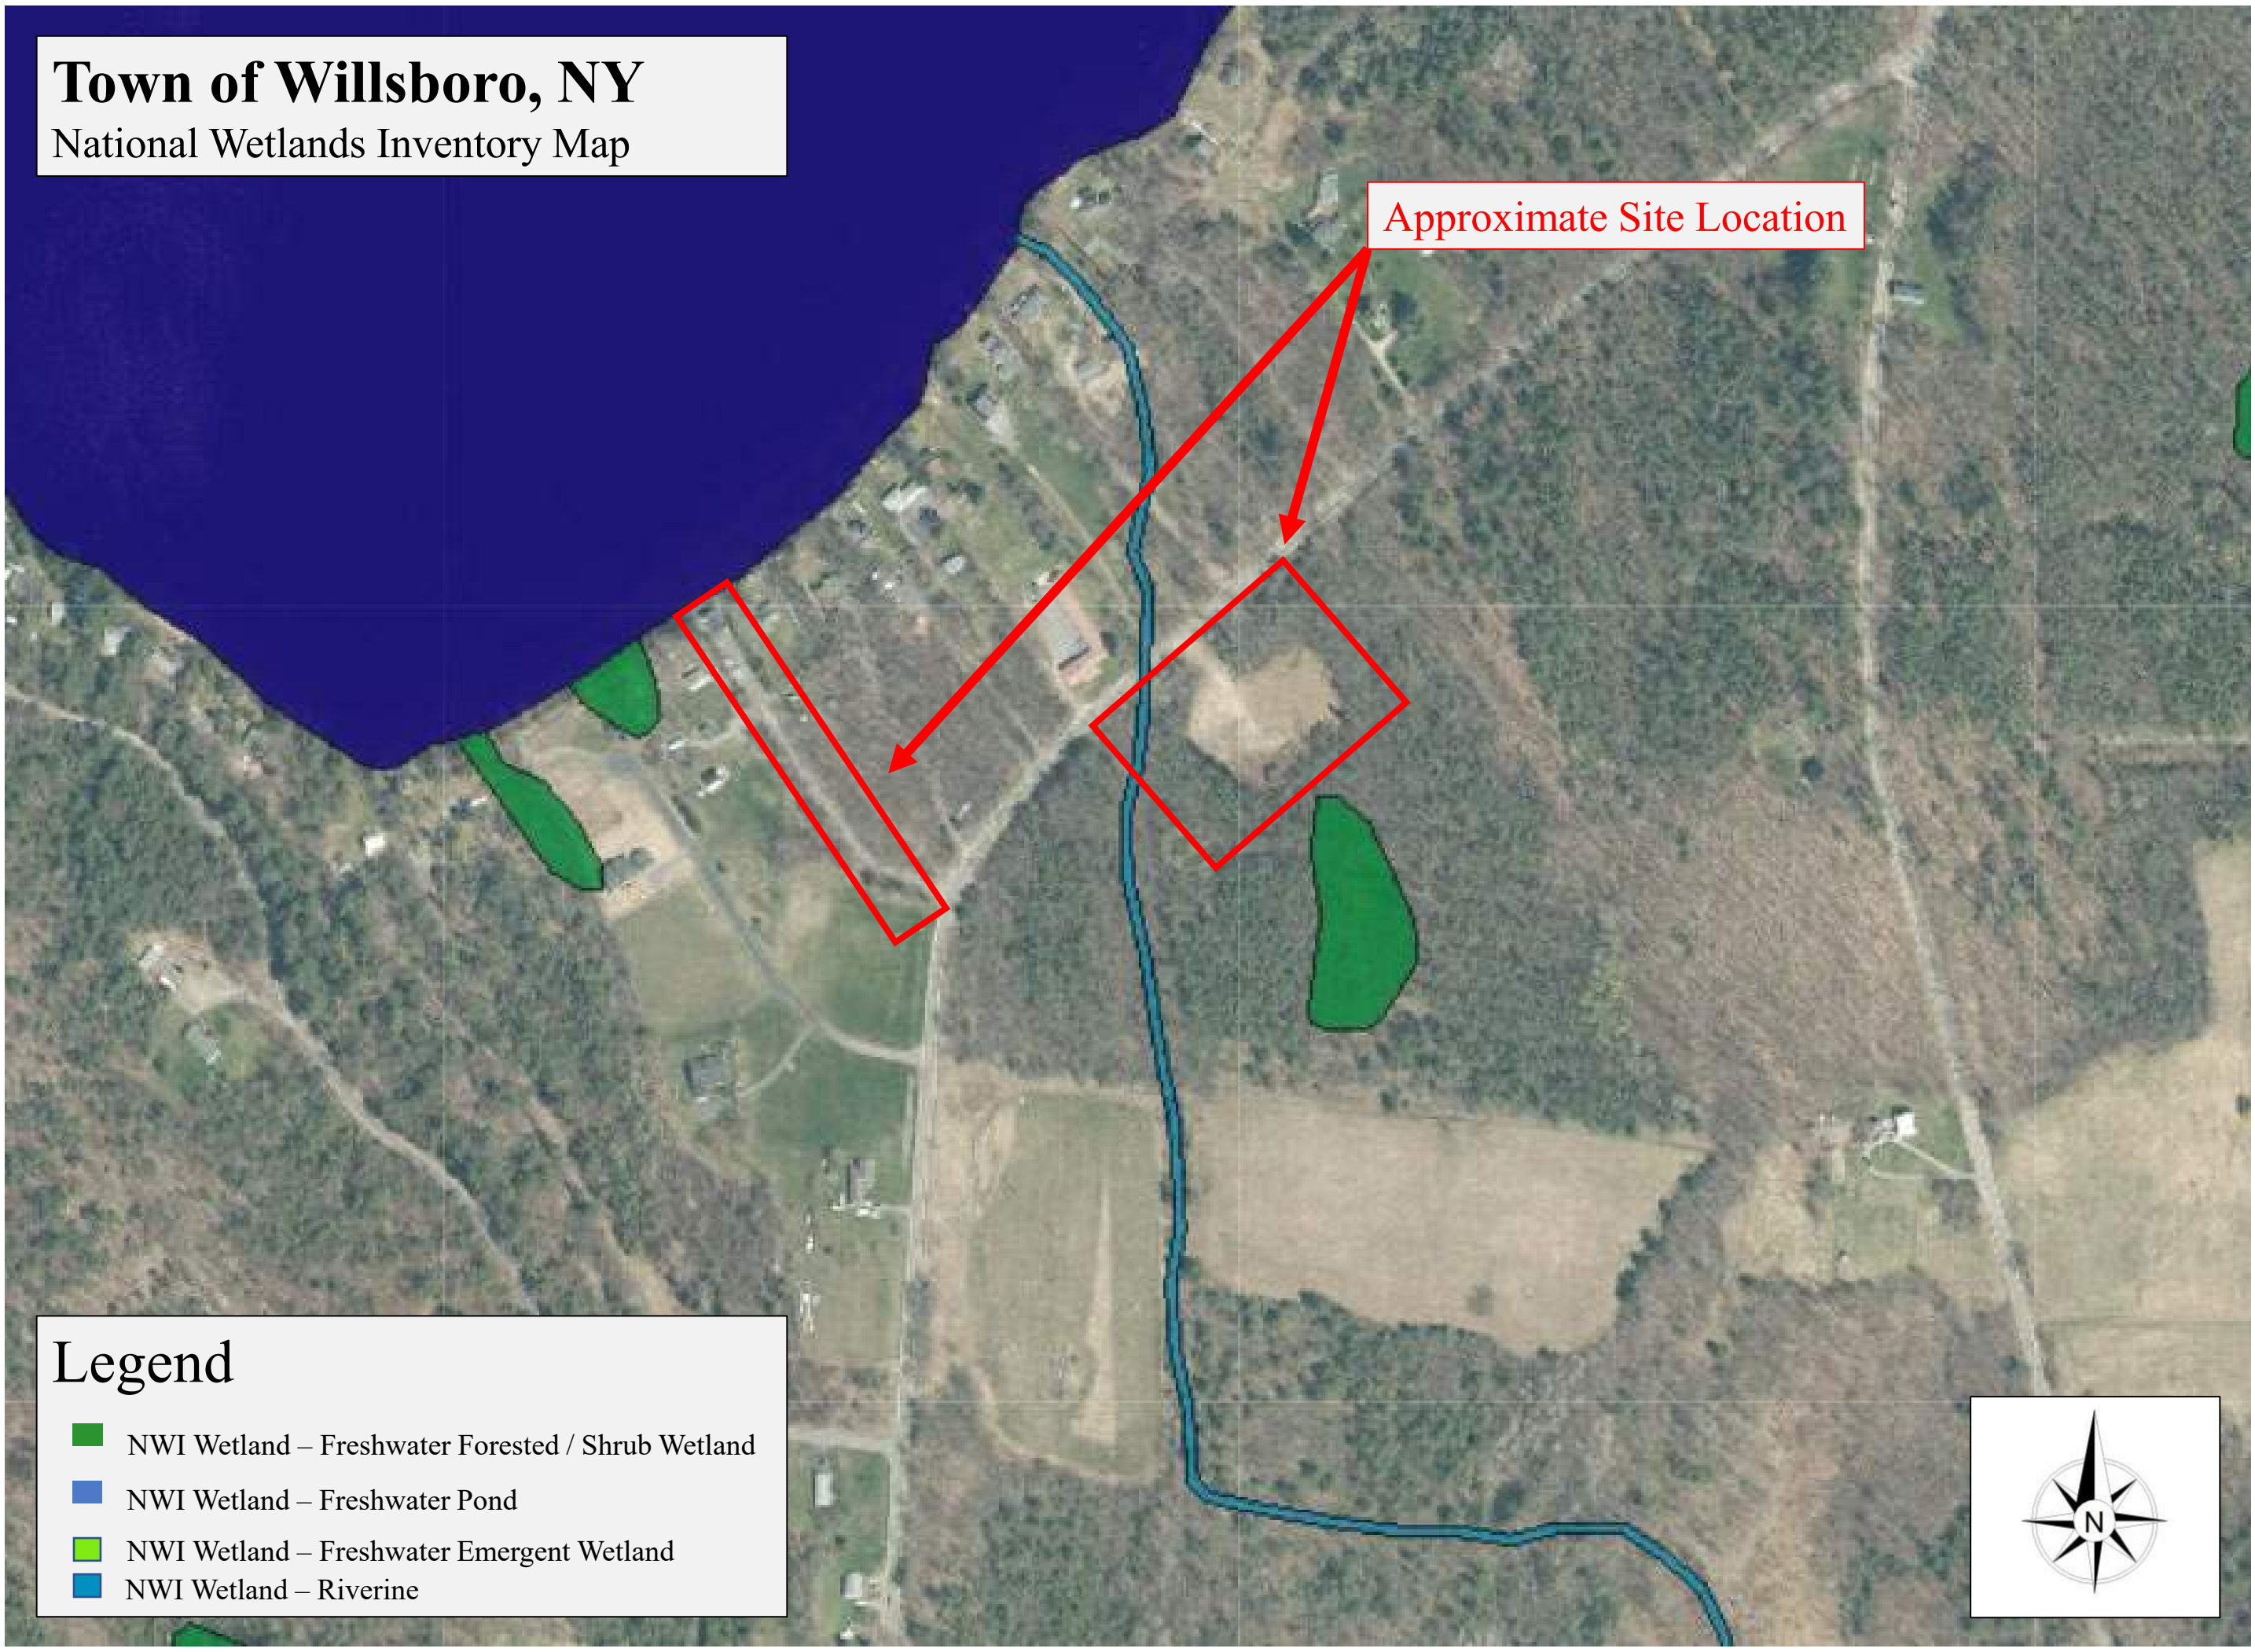 Town of Willsboro, NY
National Wetlands Inventory Map
Approximate Site Location
Legend
NWI Wetland – Freshwater Forested / Shrub Wetland
NWI Wetland – Freshwater Pond
NWI Wetland – Freshwater Emergent Wetland
NWI Wetland – Riverine
N